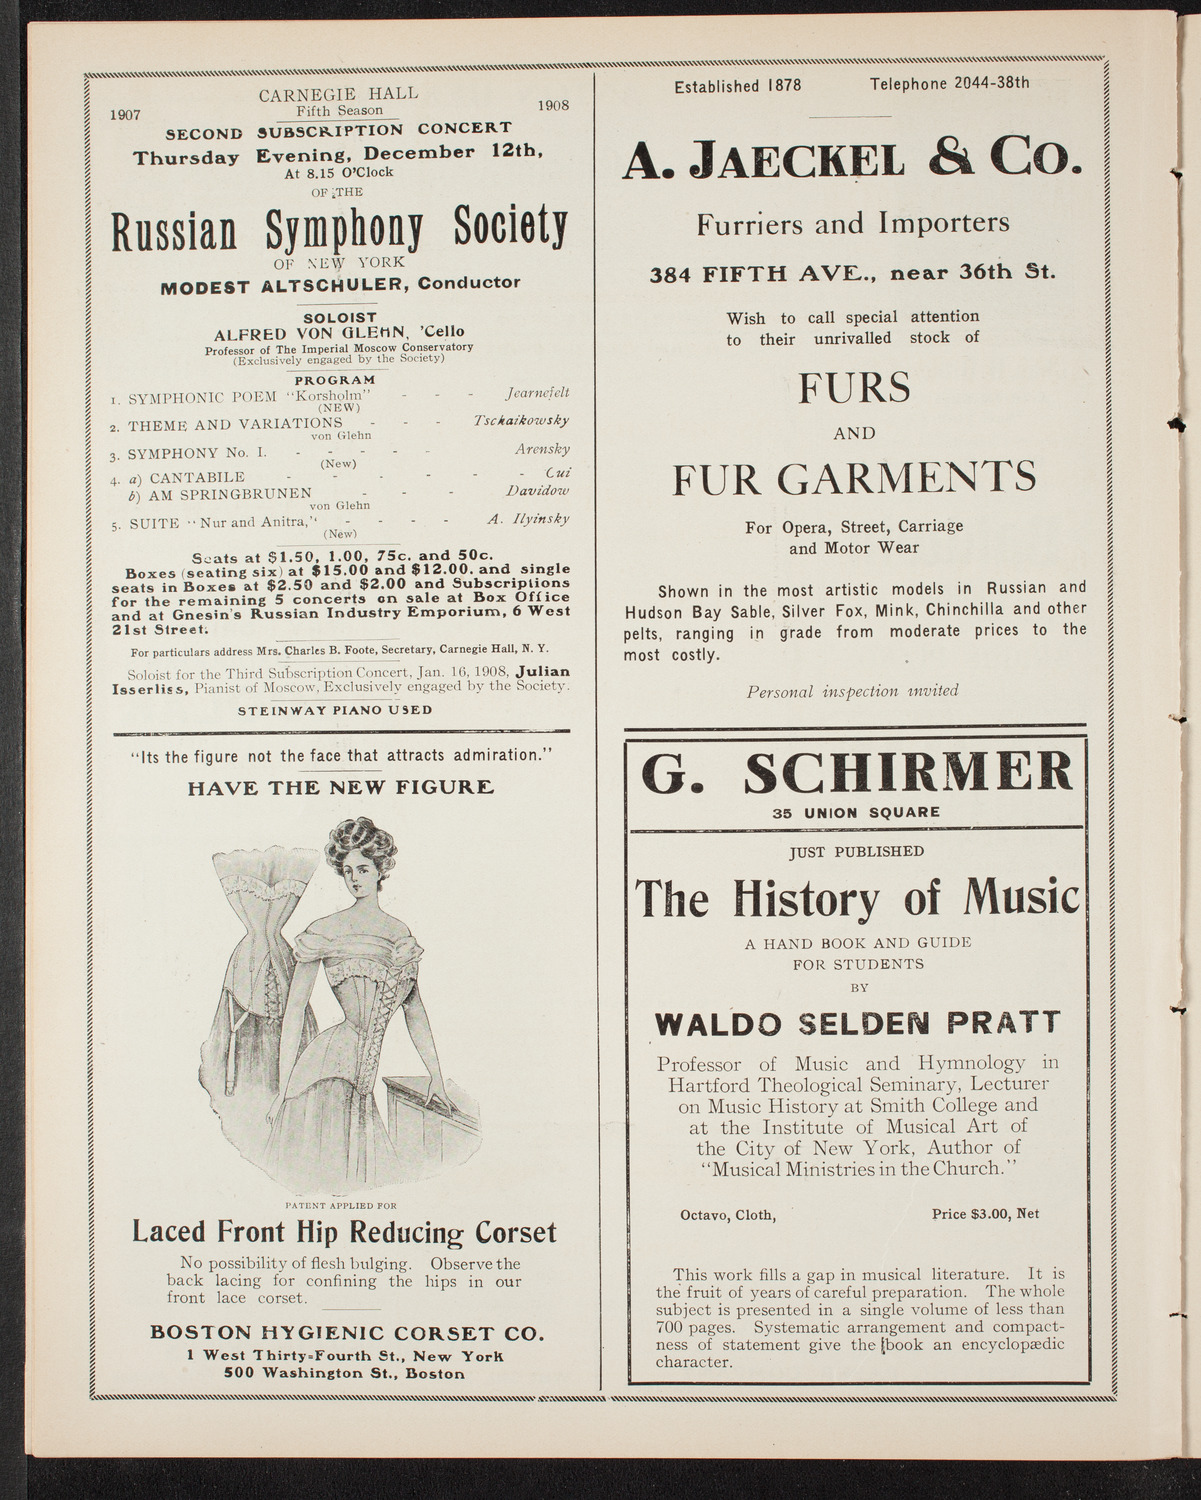 CARNEGIE HALL
1907 Fifth Season 1908
SECOND SUBSCRIPTION CONCERT
Thursday Evening, December 12th,
At 8.15 O'Clock
OF THE
Russian Symphony Society
OF NEW YORK
MODEST ALTSCHULER, Conductor
SOLOIST
ALFRED VON GLEHN, 'Cello
Professor of The Imperial Moscow Conservatory
(Exclusively engaged by the Society)
PROGRAM
1. SYMPHONIC POEM "Korsholm" - - - Jearnefelt
(NEW)
2. THEME AND VARIATIONS - - - Tschaikowsky
von Glehn
3. SYMPHONY No. I. - - - - - Arensky
(New)
4. a) CANTABILE - - - - - - Cui
b) AM SPRINGBRUNEN - - - Davidow
von Glehn
5. SUITE "Nur and Anitra," - - - - A. Ilyinsky
(New)
Seats at $1.50, 1.00, 75c. and 50c.
Boxes (seating six) at $15.00 and $12.00. and single
seats in Boxes at $2.50 and $2.00 and Subscriptions
for the remaining 5 concerts on sale at Box Office
and at Gnesin's Russian Industry Emporium, 6 West
21st Street.
For particulars address Mrs. Charles B. Foote, Secretary, Carnegie Hall, N. Y.
Soloist for the Third Subscription Concert, Jan. 16, 1908, Julian
Isserliss, Pianist of Moscow, Exclusively engaged by the Society.
STEINWAY PIANO USED
"Its the figure not the face that attracts admiration."
HAVE THE NEW FIGURE
PATENT APPLIED FOR
Laced Front Hip Reducing Corset
No possibility of flesh bulging. Observe the
back lacing for confining the hips in our
front lace corset.
BOSTON HYGIENIC CORSET CO.
1 West Thirty-Fourth St., New York
500 Washington St., Boston
Established 1878 Telephone 2044-38th
A. JAECKEL & CO.
Furriers and Importers
384 FIFTH AVE., near 36th St.
Wish to call special attention
to their unrivalled stock of
FURS
AND
FUR GARMENTS
For Opera, Street, Carriage
and Motor Wear
Shown in the most artistic models in Russian and
Hudson Bay Sable, Silver Fox, Mink, Chinchilla and other
pelts, ranging in grade from moderate prices to the
most costly.
Personal inspection invited
G. SCHIRMER
35 UNION SQUARE
JUST PUBLISHED
The History of Music
A HAND BOOK AND GUIDE
FOR STUDENTS
BY
WALDO SELDEN PRATT
Professor of Music and Hymnology in
Hartford Theological Seminary, Lecturer
on Music History at Smith College and
at the Institute of Musical Art of
the City of New York, Author of
"Musical Ministries in the Church."
Octavo, Cloth, Price $3.00, Net
This work fills a gap in musical literature. It is
the fruit of years of careful preparation. The whole
subject is presented in a single volume of less than
700 pages. Systematic arrangement and compact-
ness of statement give the book an encyclopædic
character.